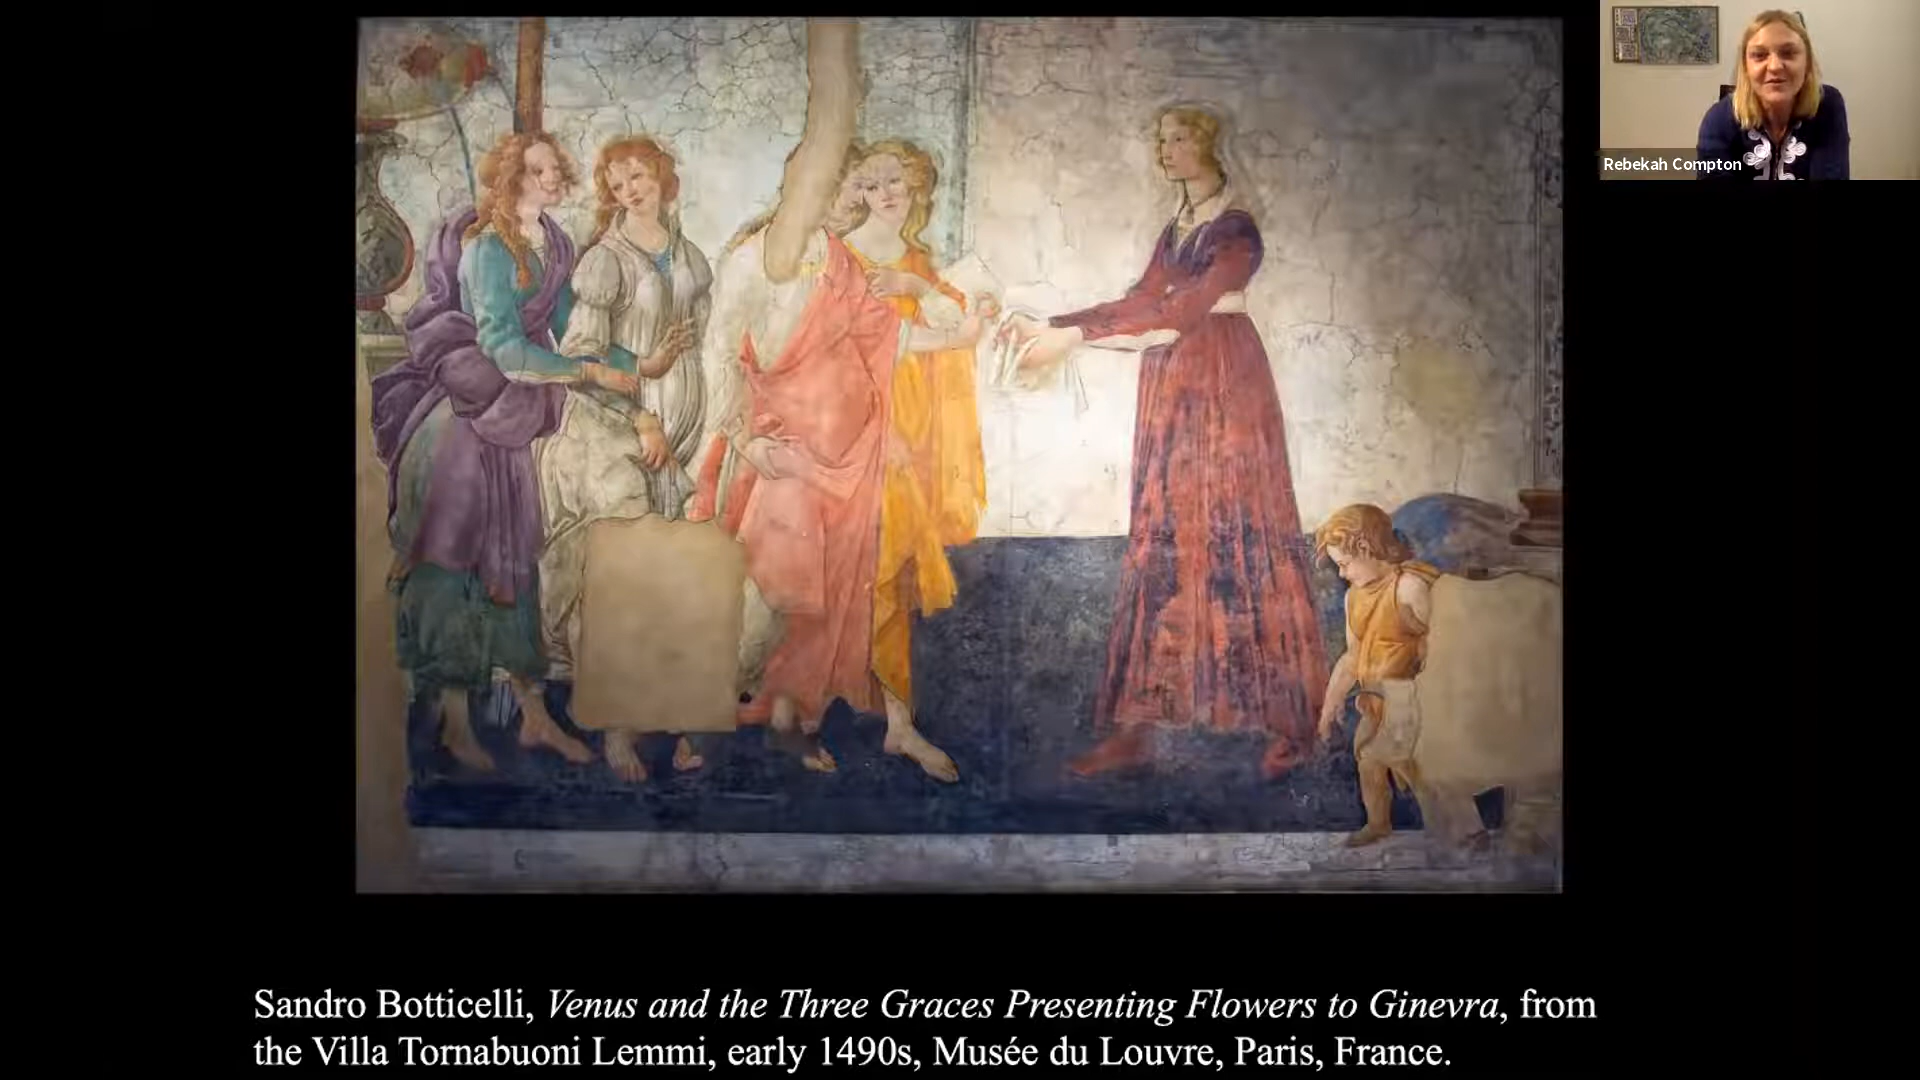 Rebekah Compton
Sandro Botticelli, Venus and the Three Graces Presenting Flowers to Ginevra, from
the Villa Tornabuoni Lemmi, early 1490s, Musée du Louvre, Paris, France.